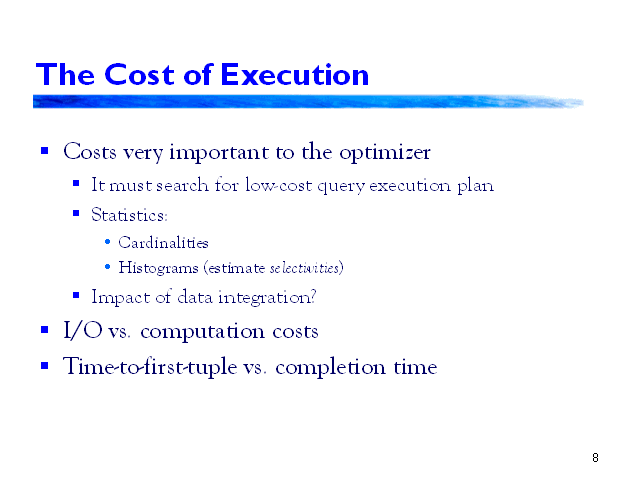 The Cost of Execution
Costs very important to the optimizer
It must search for low-cost query execution plan
Statistics:
Cardinalities
Histograms (estimate selectivities)
Impact of data integration?
I/O vs. computation costs
Time-to-first-tuple vs. completion time
8